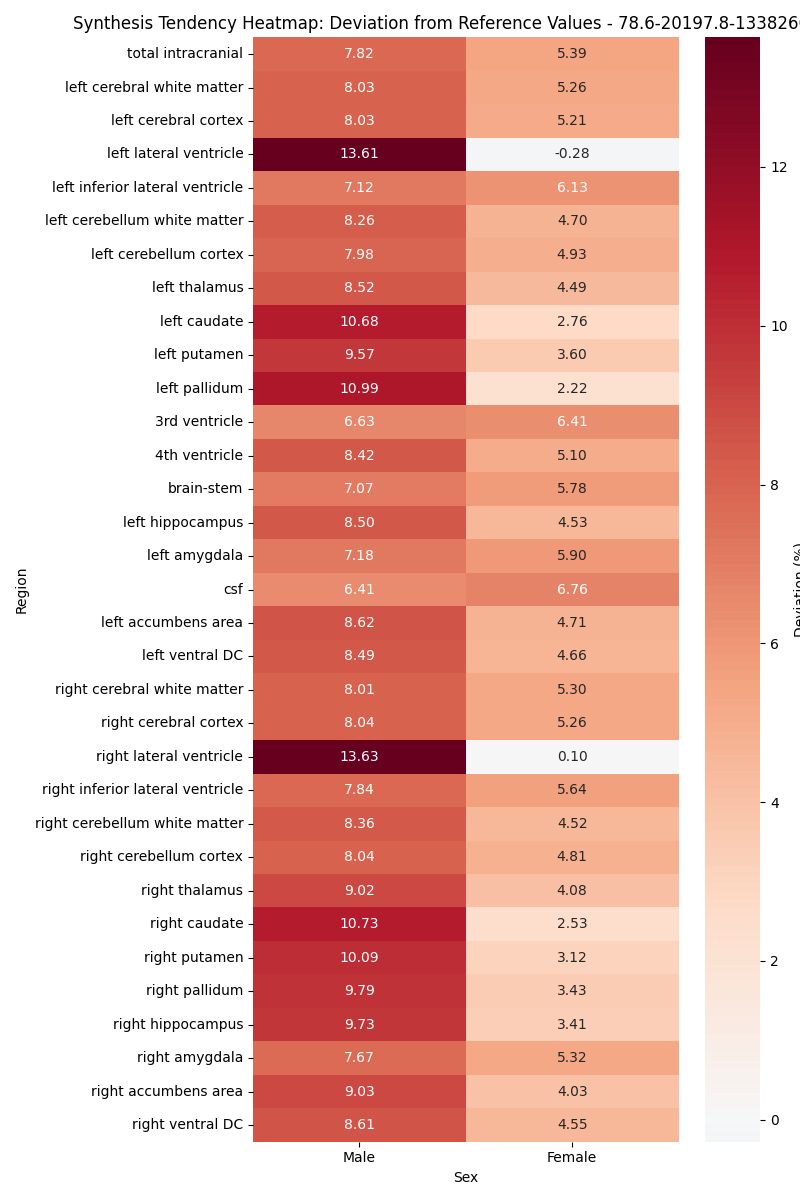 Synthesis Tendency Heatmap: Deviation from Reference Values - 78.6-20197.8-133826
total intracranial 7.82 5.39
left cerebral white matter 8.03 5.26
left cerebral cortex 8.03 5.21
left lateral ventricle 13.61 -0.28
left inferior lateral ventricle 7.12 6.13
left cerebellum white matter 8.26 4.70
left cerebellum cortex 7.98 4.93
left thalamus 8.52 4.49
left caudate 10.68 2.76
left putamen 9.57 3.60
left pallidum 10.99 2.22
3rd ventricle 6.63 6.41
4th ventricle 8.42 5.10
brain-stem 7.07 5.78
left hippocampus 8.50 4.53
left amygdala 7.18 5.90
csf 6.41 6.76
left accumbens area 8.62 4.71
left ventral DC 8.49 4.66
right cerebral white matter 8.01 5.30
right cerebral cortex 8.04 5.26
right lateral ventricle 13.63 0.10
right inferior lateral ventricle 7.84 5.64
right cerebellum white matter 8.36 4.52
right cerebellum cortex 8.04 4.81
right thalamus 9.02 4.08
right caudate 10.73 2.53
right putamen 10.09 3.12
right pallidum 9.79 3.43
right hippocampus 9.73 3.41
right amygdala 7.67 5.32
right accumbens area 9.03 4.03
right ventral DC 8.61 4.55
Male Female
Sex
Region
12
10
8
6
4
2
0
Deviation (%)